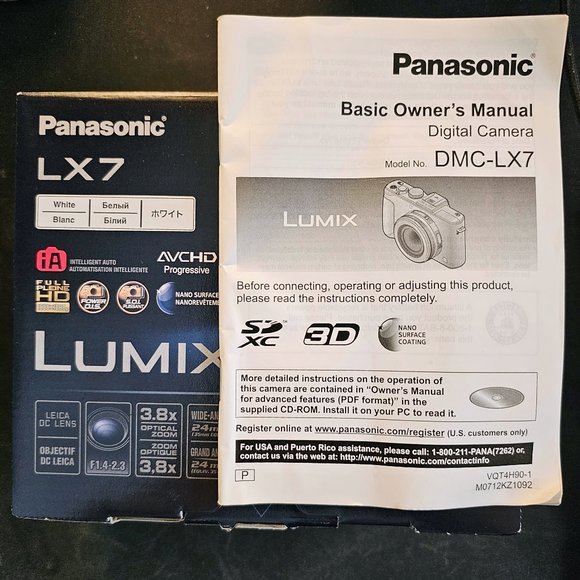 Panasonic
LX7
White
Белый
ホワイト
Blanc
Білий
iA
INTELLIGENT AUTO
AUTOMATISATION INTELLIGENTE
AVCHD
Progressive
FULL
HD
POWER
O.I.S.
S.O.I.
PUISSANT
NANO SURFACE
LUMIX
LEICA
DC LENS
OBJECTIF
DC LEICA
F1.4-2.3
3.8x
OPTICAL
ZOOM
ZOOM
OPTIQUE
3,8x
24
24
Panasonic
Basic Owner's Manual
Digital Camera
Model No. DMC-LX7
LUMIX
Before connecting, operating or adjusting this product,
please read the instructions completely.
SD XC
3D
NANO
SURFACE
COATING
More detailed instructions on the operation of
this camera are contained in "Owner's Manual
for advanced features (PDF format)" in the
supplied CD-ROM. Install it on your PC to read it.
Register online at www.panasonic.com/register (U.S. customers only)
For USA and Puerto Rico assistance, please call: 1-800-211-PANA(7262) or,
contact us via the web at: http://www.panasonic.com/contactinfo
P
VQT4H90-1
M0712KZ1092